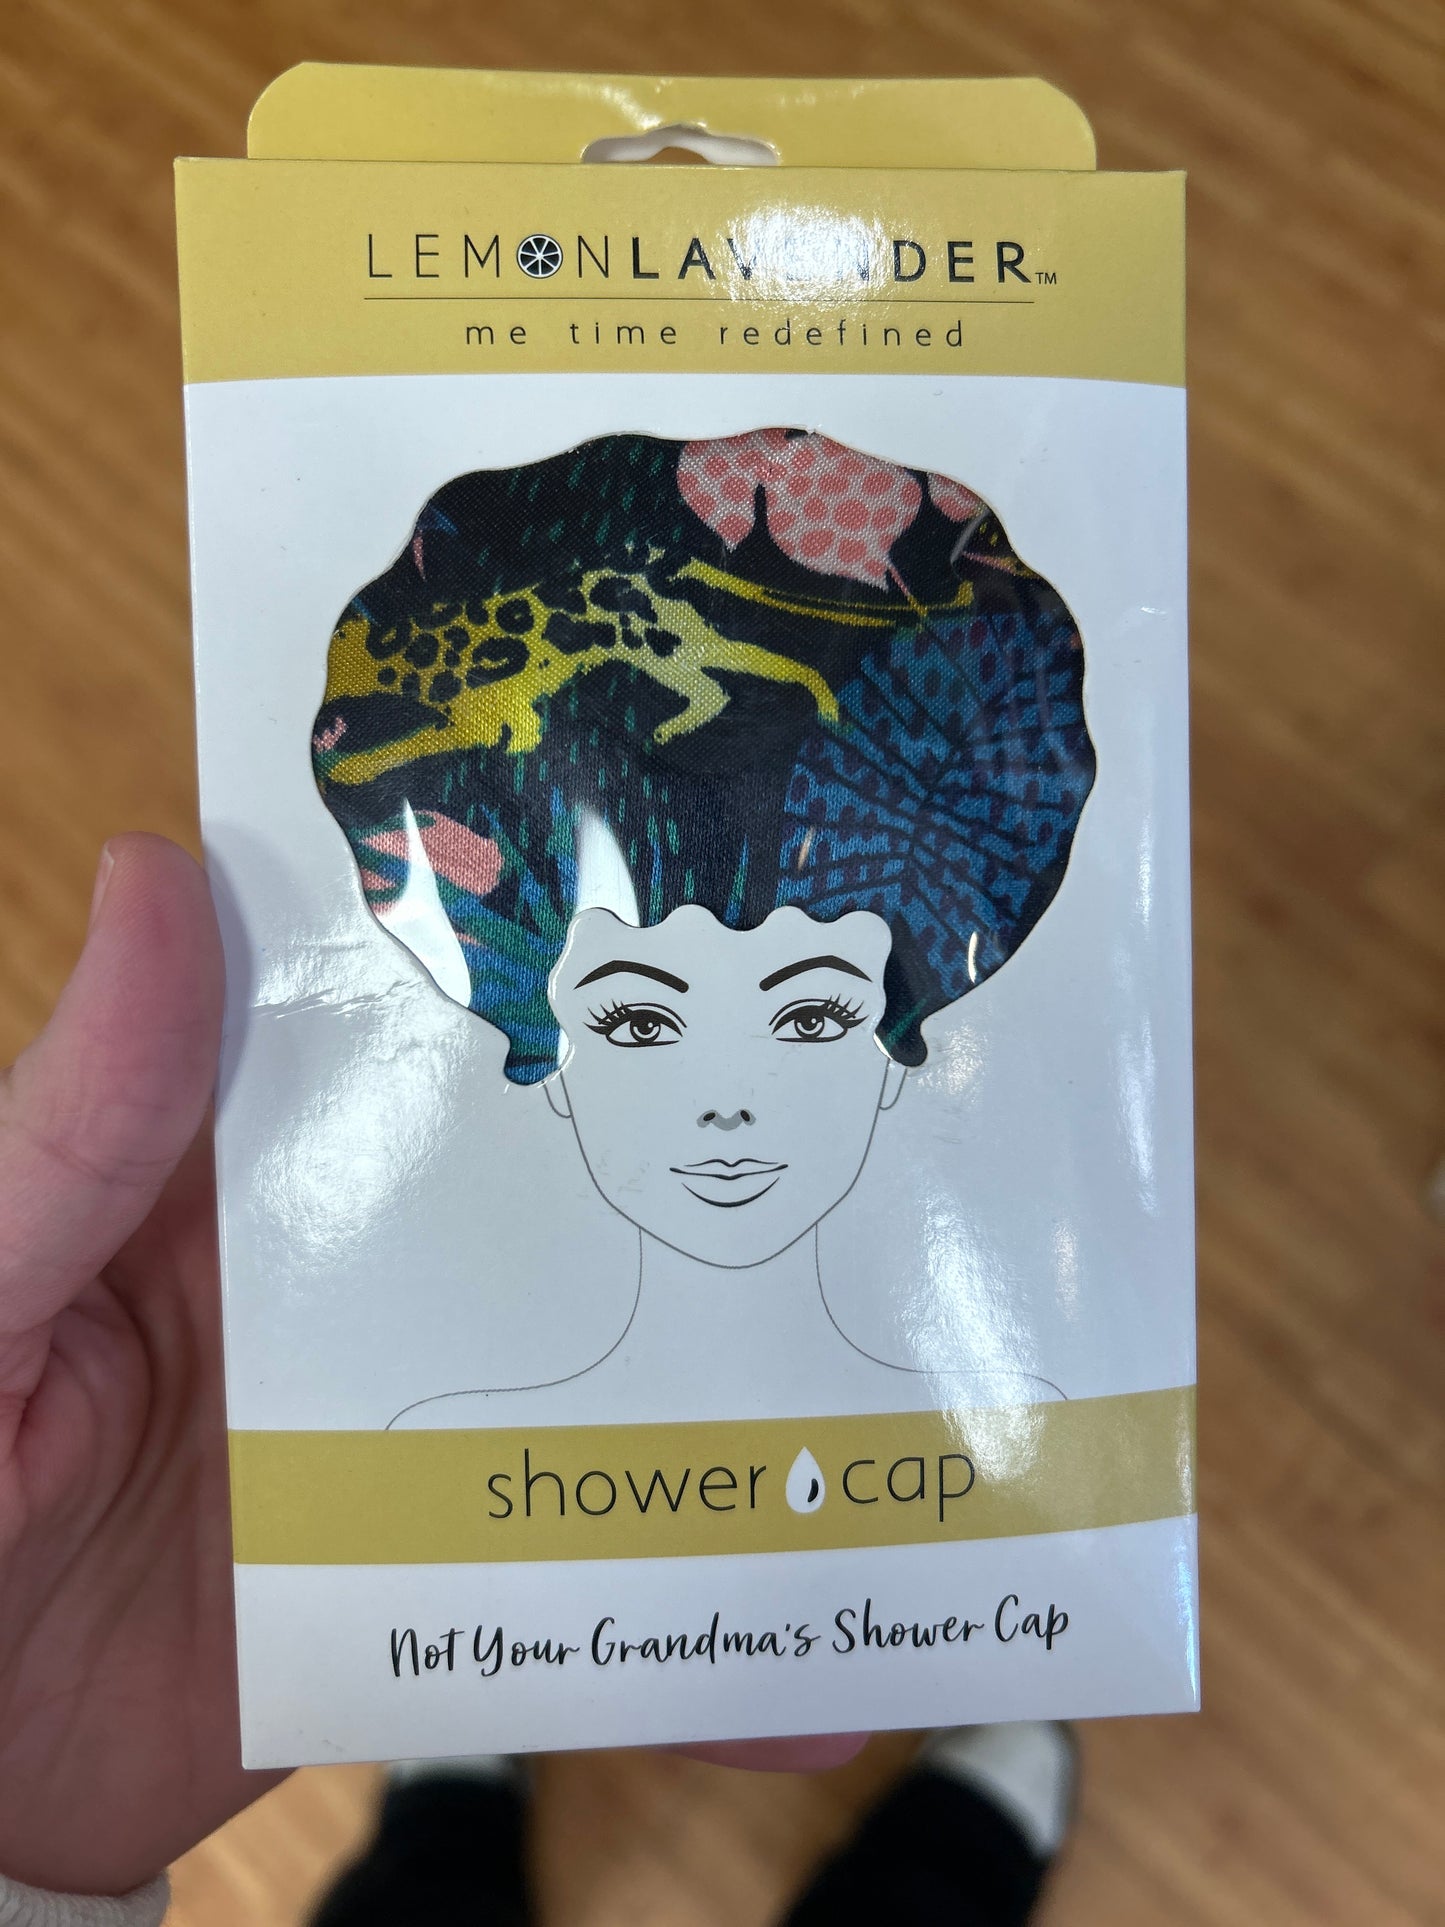 LEMONLAVENDER™
me time redefined
shower cap
Not Your Grandma's Shower Cap